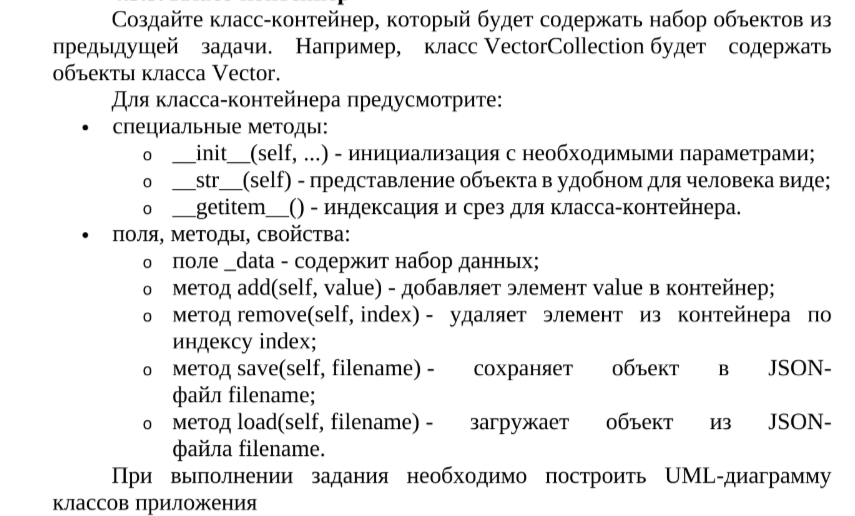 Создайте класс-контейнер, который будет содержать набор объектов из
предыдущей задачи. Например, класс VectorCollection будет содержать
объекты класса Vector.
Для класса-контейнера предусмотрите:
• специальные методы:
o __init__(self, ...) - инициализация с необходимыми параметрами;
o __str__(self) - представление объекта в удобном для человека виде;
o __getitem__() - индексация и срез для класса-контейнера.
• поля, методы, свойства:
o поле _data - содержит набор данных;
o метод add(self, value) - добавляет элемент value в контейнер;
o метод remove(self, index) - удаляет элемент из контейнера по
индексу index;
o метод save(self, filename) - сохраняет объект в JSON-
файл filename;
o метод load(self, filename) - загружает объект из JSON-
файла filename.
При выполнении задания необходимо построить UML-диаграмму
классов приложения